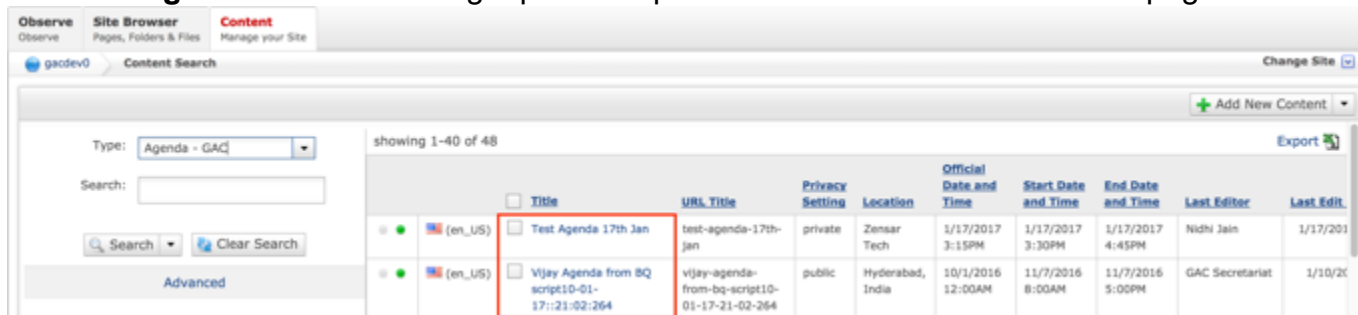 Observe Site Browser Content
Observe Pages, Folders & Files Manage your Site
gacdev0 Content Search Change Site
Add New Content
Type: Agenda - GAC
showing 1-40 of 48 Export
Search:
Search Clear Search
Advanced
Title URL Title Privacy Setting Location Official Date and Time Start Date and Time End Date and Time Last Editor Last Edit
(en_US) Test Agenda 17th Jan test-agenda-17th-jan private Zensar Tech 1/17/2017 3:15PM 1/17/2017 3:30PM 1/17/2017 4:45PM Nidhi Jain 1/17/201
(en_US) Vijay Agenda from BQ script10-01-17::21:02:264 vijay-agenda-from-bq-script10-01-17-21-02-264 public Hyderabad, India 10/1/2016 12:00AM 11/7/2016 8:00AM 11/7/2016 5:00PM GAC Secretariat 1/10/20